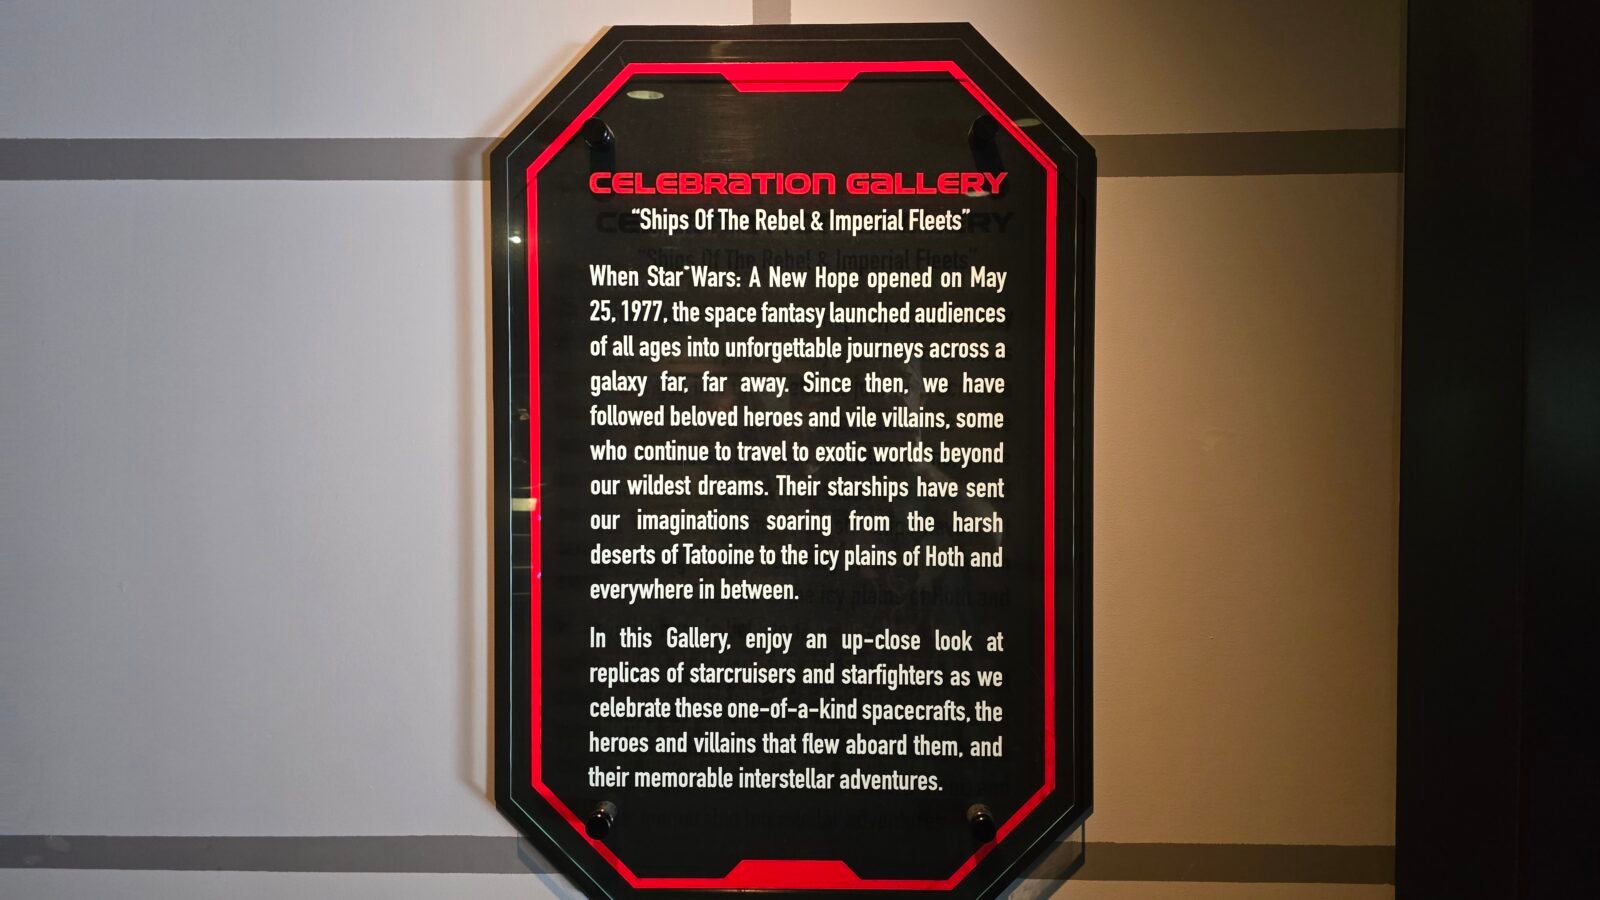 CELEBRATION GALLERY
“Ships Of The Rebel & Imperial Fleets”
When Star Wars: A New Hope opened on May
25, 1977, the space fantasy launched audiences
of all ages into unforgettable journeys across a
galaxy far, far away. Since then, we have
followed beloved heroes and vile villains, some
who continue to travel to exotic worlds beyond
our wildest dreams. Their starships have sent
our imaginations soaring from the harsh
deserts of Tatooine to the icy plains of Hoth and
everywhere in between.
In this Gallery, enjoy an up-close look at
replicas of starcruisers and starfighters as we
celebrate these one-of-a-kind spacecrafts, the
heroes and villains that flew aboard them, and
their memorable interstellar adventures.